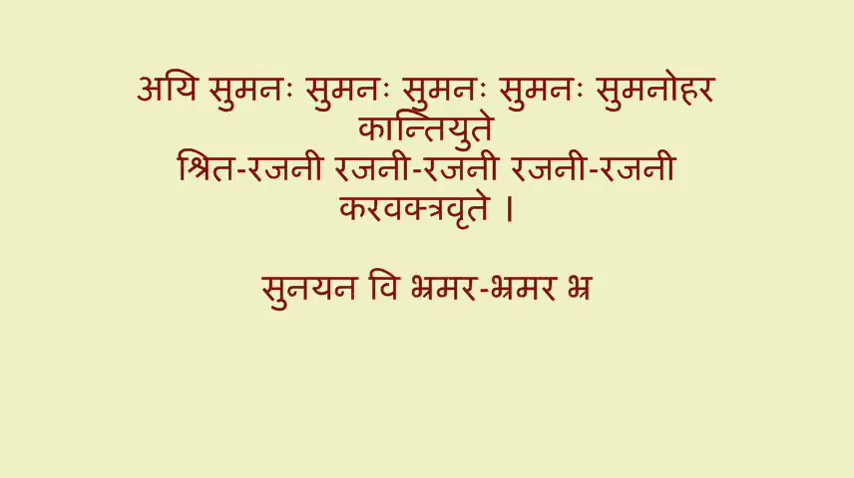 अयि सुमनः सुमनः सुमनः सुमनः सुमनोहर
कान्तियुते
श्रित-रजनी रजनी-रजनी रजनी-रजनी
करवक्त्रवृते ।
सुनयन वि भ्रमर-भ्रमर भ्र